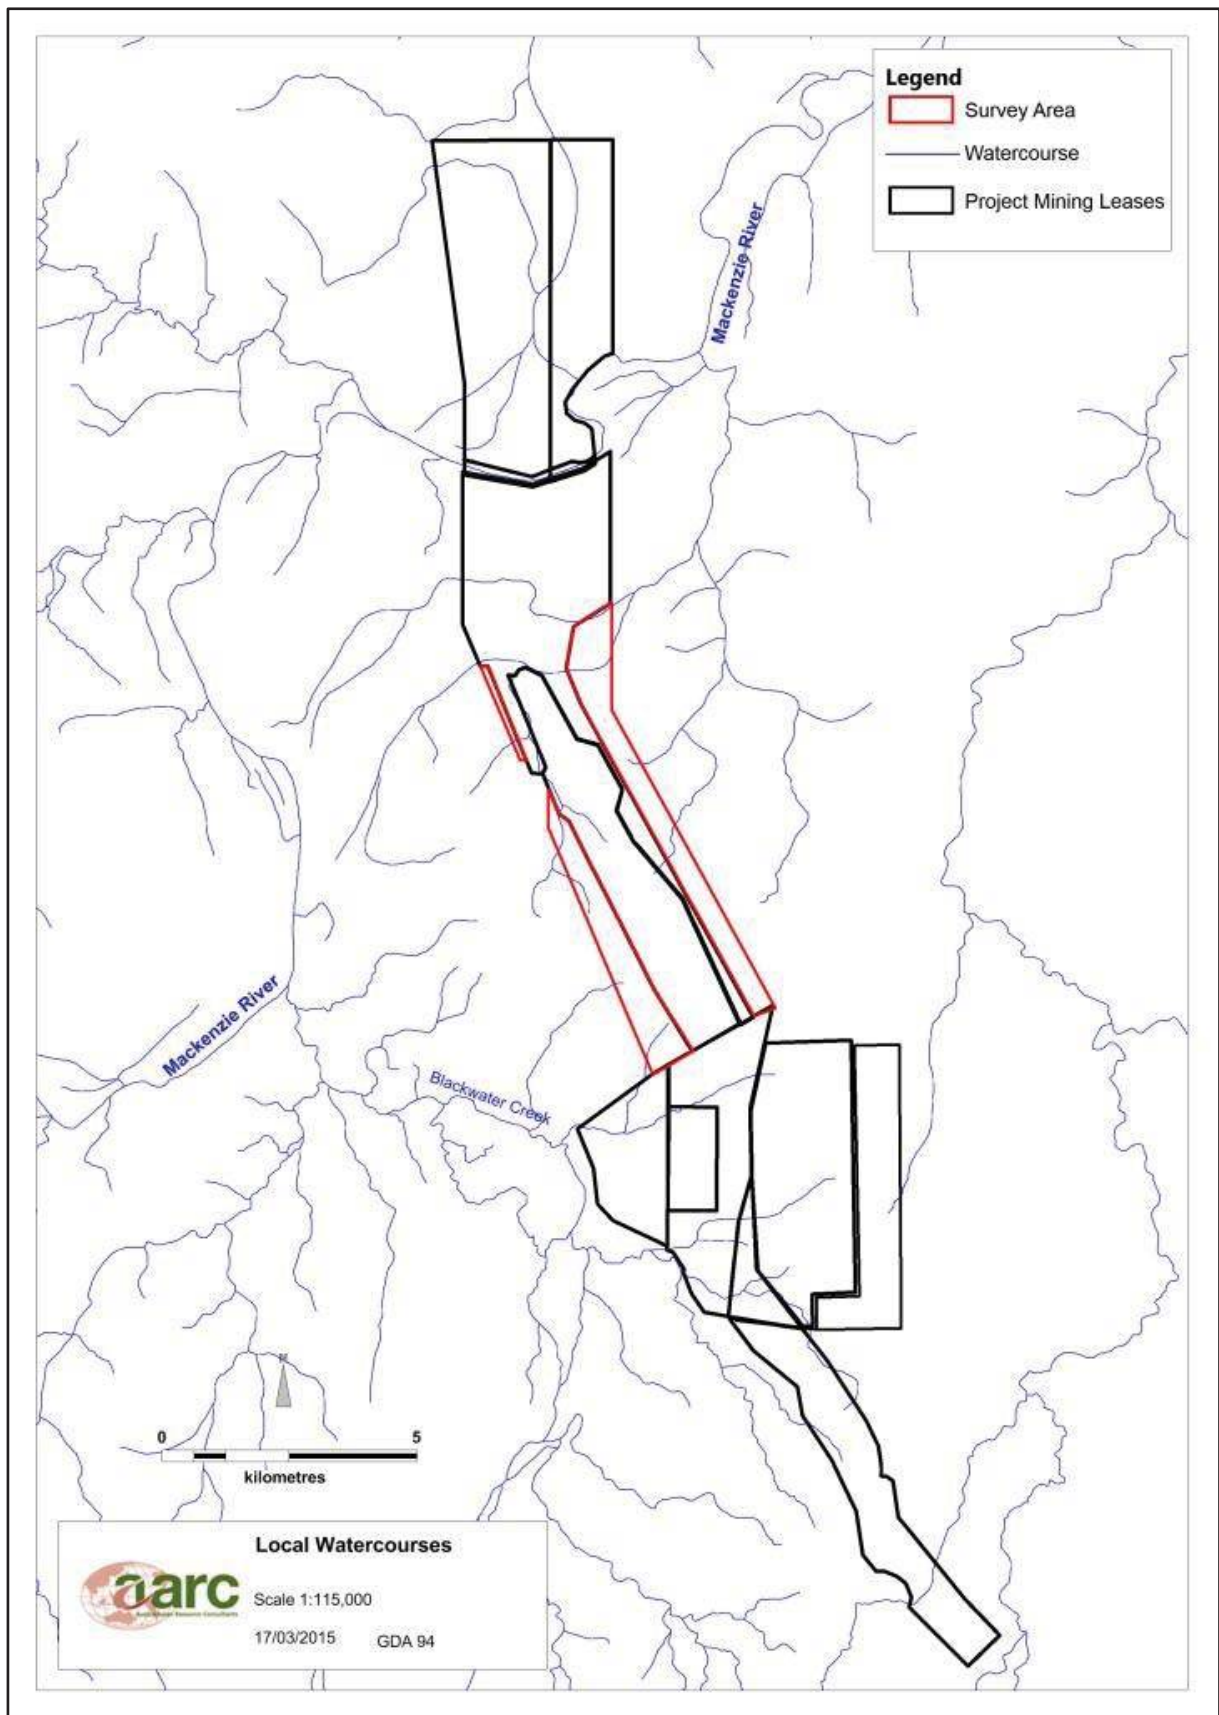 Legend
Survey Area
Watercourse
Project Mining Leases
Mackenzie River
Mackenzie River
Blackwater Creek
N
0 5
kilometres
Local Watercourses
aarc
Scale 1:115,000
17/03/2015 GDA 94